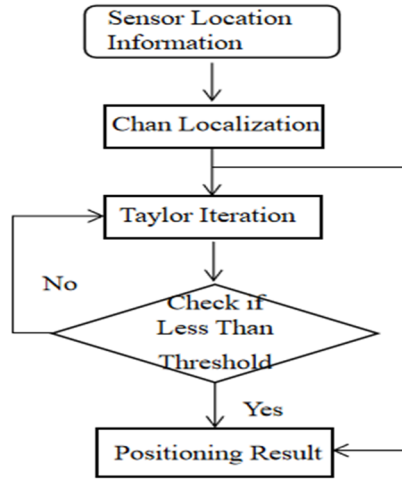 Sensor Location
Information
Chan Localization
Taylor Iteration
No
Check if
Less Than
Threshold
Yes
Positioning Result